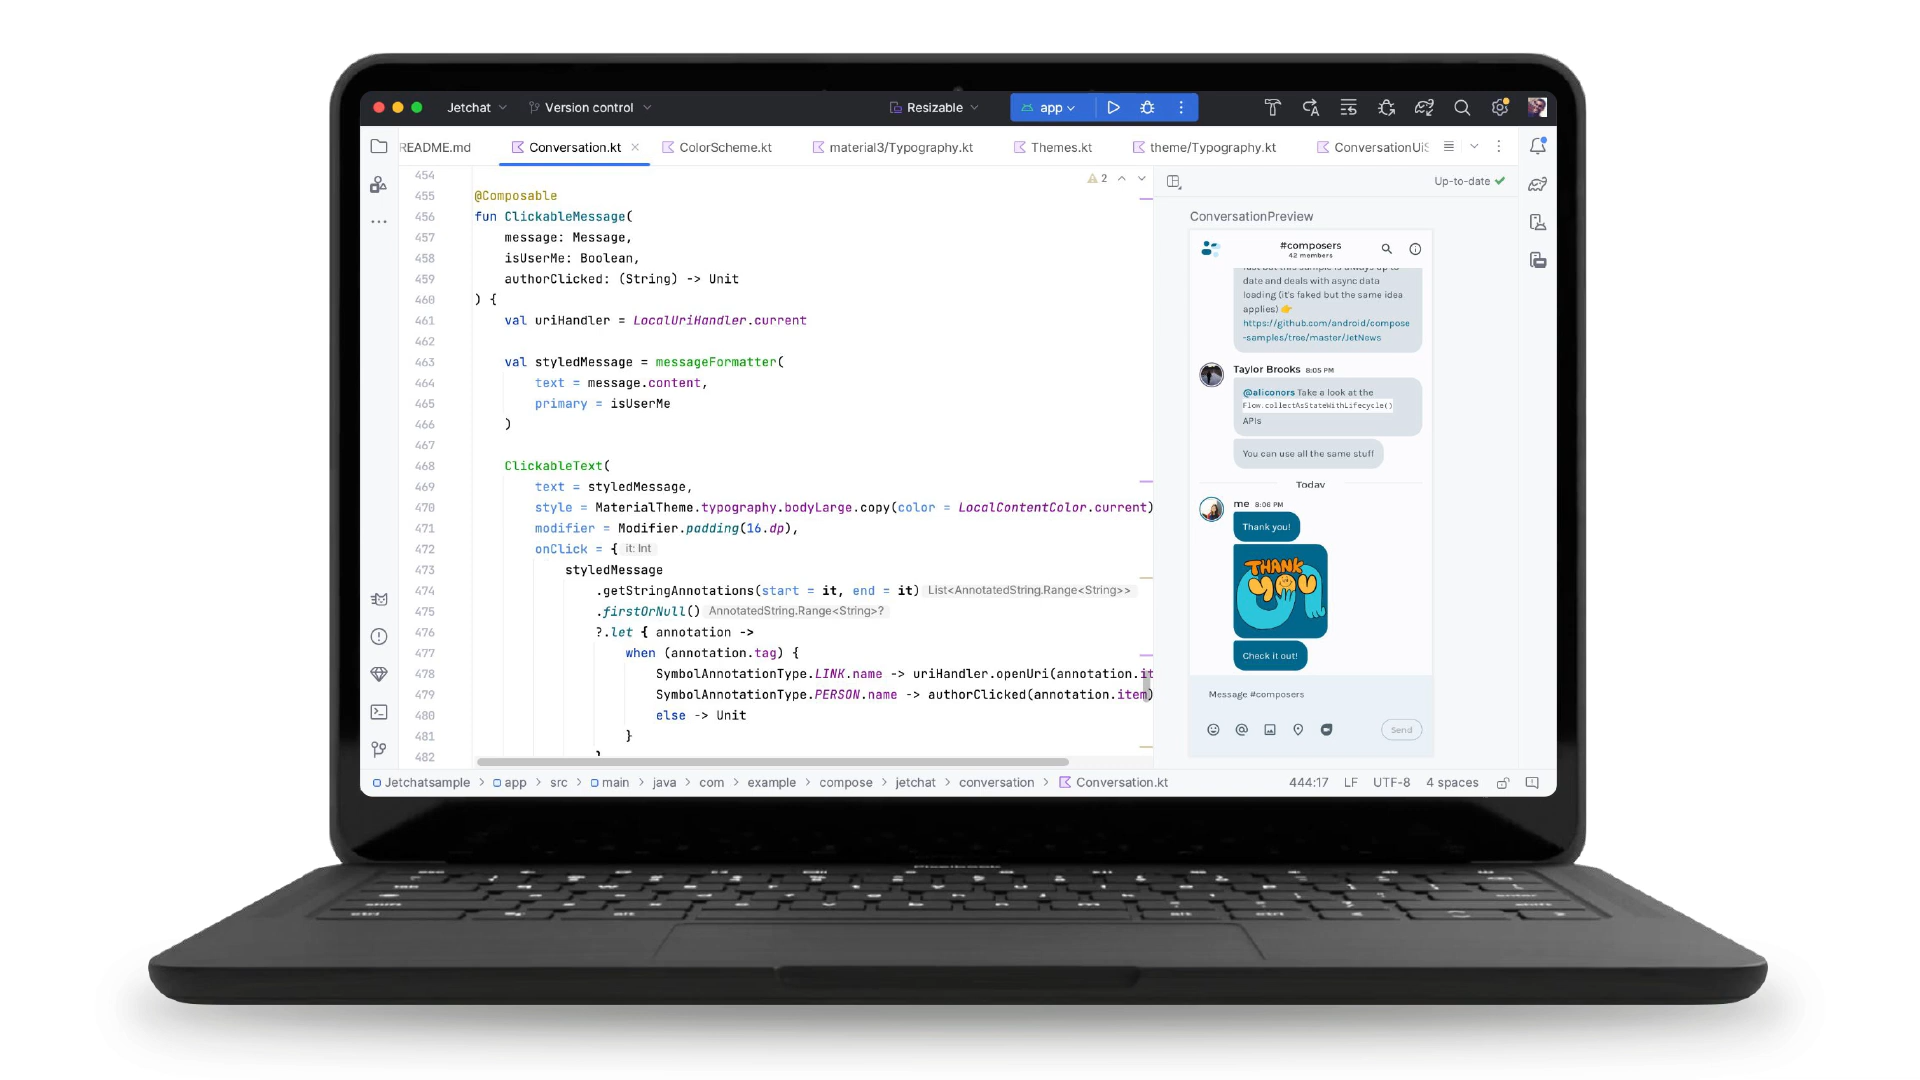 Jetchat
Version control
Resizable
app
README.md
Conversation.kt
ColorScheme.kt
material3/Typography.kt
Themes.kt
theme/Typography.kt
ConversationUiS
454
2
Up-to-date
455 @Composable
456 fun ClickableMessage(
457 message: Message,
458 isUserMe: Boolean,
459 authorClicked: (String) -> Unit
460 ) {
461 val uriHandler = LocalUriHandler.current
462
463 val styledMessage = messageFormatter(
464 text = message.content,
465 primary = isUserMe
466 )
467
468 ClickableText(
469 text = styledMessage,
470 style = MaterialTheme.typography.bodyLarge.copy(color = LocalContentColor.current)
471 modifier = Modifier.padding(16.dp),
472 onClick = { it: Int
473 styledMessage
474 .getStringAnnotations(start = it, end = it) List<AnnotatedString.Range<String>>
475 .firstOrNull() AnnotatedString.Range<String>?
476 ?.let { annotation ->
477 when (annotation.tag) {
478 SymbolAnnotationType.LINK.name -> uriHandler.openUri(annotation.it
479 SymbolAnnotationType.PERSON.name -> authorClicked(annotation.item)
480 else -> Unit
481 }
482
ConversationPreview
#composers
42 members
date and deals with async data
loading (it's faked but the same idea
applies) 👉
https://github.com/android/compose
-samples/tree/master/JetNews
Taylor Brooks 8:05 PM
@aliconors Take a look at the
Flow.collectAsStateWithLifecycle()
APIs
You can use all the same stuff
Today
me 8:06 PM
Thank you!
THANK
YOU
Check it out!
Message #composers
Send
Jetchatsample > app > src > main > java > com > example > compose > jetchat > conversation > Conversation.kt
444:17 LF UTF-8 4 spaces